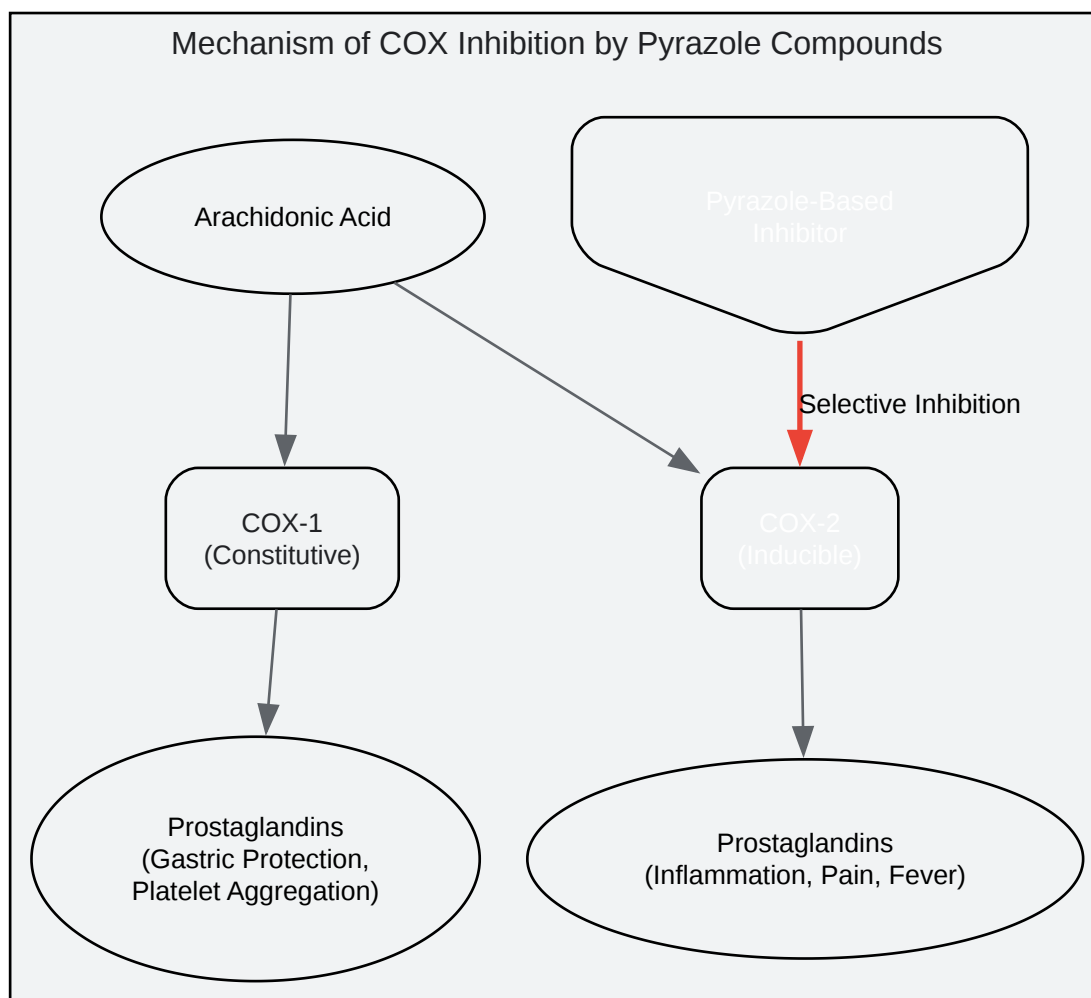 Mechanism of COX Inhibition by Pyrazole Compounds
Arachidonic Acid
Pyrazole-Based
Inhibitor
Selective Inhibition
COX-1
(Constitutive)
COX-2
(Inducible)
Prostaglandins
(Gastric Protection,
Platelet Aggregation)
Prostaglandins
(Inflammation, Pain, Fever)